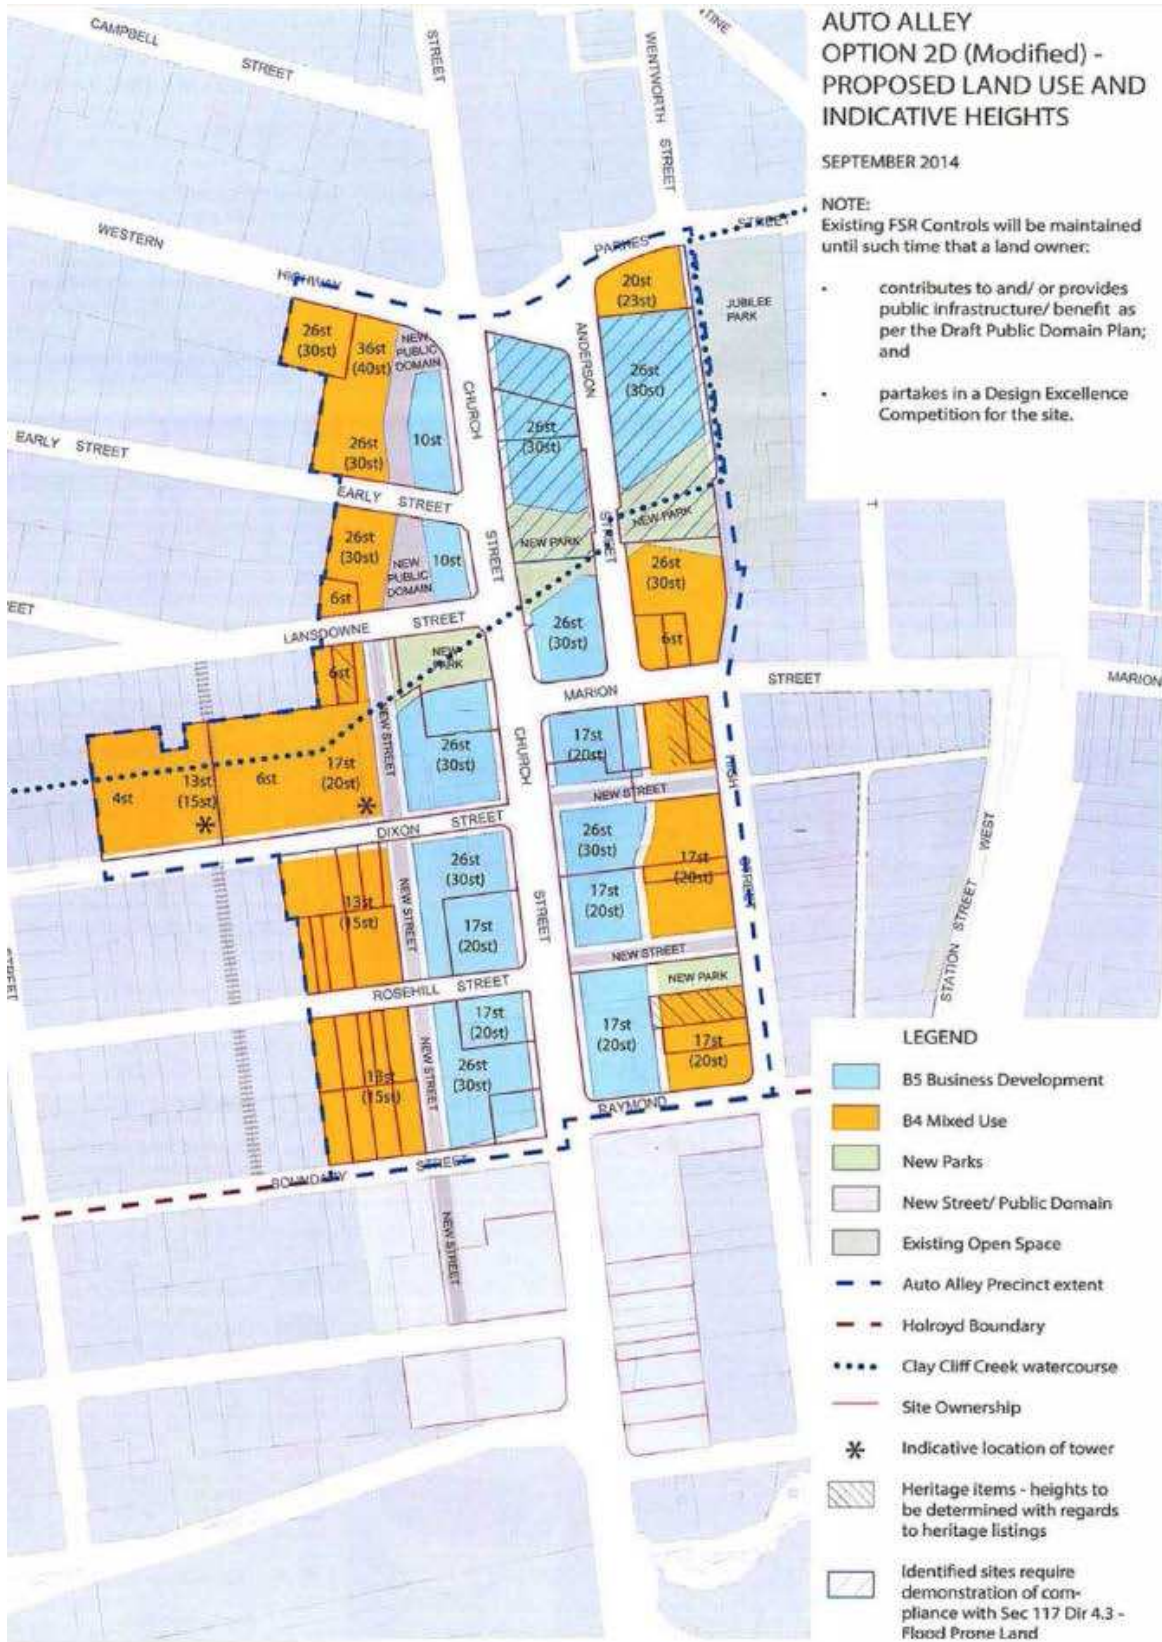 AUTO ALLEY
OPTION 2D (Modified) -
PROPOSED LAND USE AND
INDICATIVE HEIGHTS
SEPTEMBER 2014
NOTE:
Existing FSR Controls will be maintained
until such time that a land owner:
• contributes to and/ or provides
public infrastructure/ benefit as
per the Draft Public Domain Plan;
and
• partakes in a Design Excellence
Competition for the site.
CAMPBELL
STREET
STREET
WENTWORTH STREET
WESTERN
HIGHWAY
PARKES
STREET
20st
(23st)
JUBILEE
PARK
26st
(30st)
36st
(40st)
NEW
PUBLIC
DOMAIN
ANDERSON
26st
(30st)
CHURCH
26st
(30st)
10st
26st
(30st)
EARLY STREET
EARLY STREET
STREET
STREET
NEW PARK
NEW PARK
26st
(30st)
NEW
PUBLIC
DOMAIN
10st
26st
(30st)
6st
26st
(30st)
6st
LANSDOWNE STREET
6st
NEW
PARK
MARION
STREET
MARION
NEW STREET
CHURCH
26st
(30st)
17st
(20st)
HIGH
4st
13st
(15st)
6st
17st
(20st)
NEW STREET
DIXON STREET
26st
(30st)
17st
(20st)
STREET
WEST
26st
(30st)
13st
(15st)
NEW STREET
17st
(20st)
17st
(20st)
STREET
NEW STREET
STATION STREET
ROSEHILL STREET
NEW PARK
17st
(20st)
17st
(20st)
17st
(20st)
13st
(15st)
NEW STREET
26st
(30st)
RAYMOND
BOUNDARY STREET
NEW STREET
LEGEND
B5 Business Development
B4 Mixed Use
New Parks
New Street/ Public Domain
Existing Open Space
Auto Alley Precinct extent
Holroyd Boundary
Clay Cliff Creek watercourse
Site Ownership
Indicative location of tower
Heritage items - heights to
be determined with regards
to heritage listings
Identified sites require
demonstration of com-
pliance with Sec 117 Dir 4.3 -
Flood Prone Land